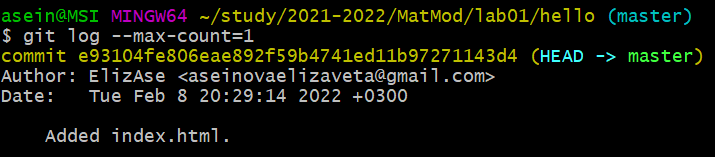 asein@MSI MINGW64 ~/study/2021-2022/MatMod/lab01/hello (master)
$ git log --max-count=1
commit e93104fe806eae892f59b4741ed11b97271143d4 (HEAD -> master)
Author: ElizAse <aseinovaelizaveta@gmail.com>
Date:   Tue Feb 8 20:29:14 2022 +0300
    Added index.html.